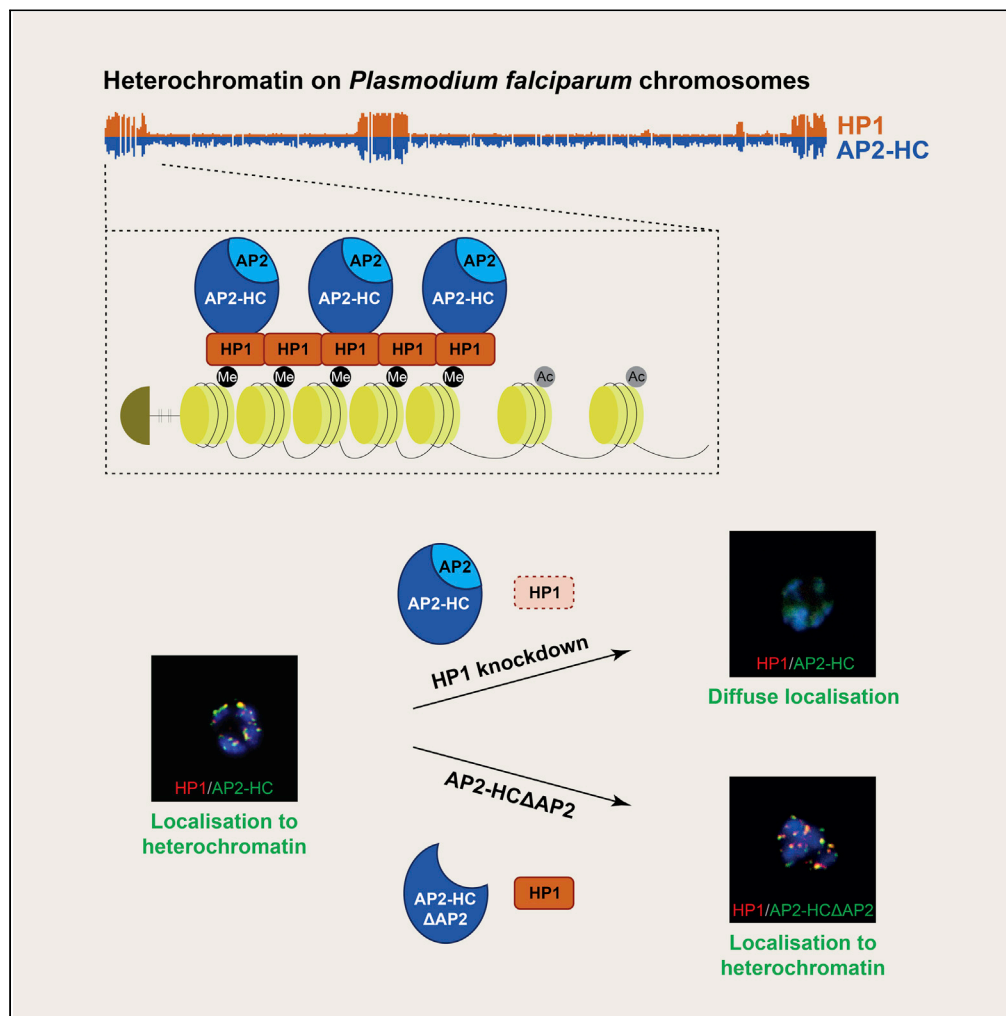 Heterochromatin on Plasmodium falciparum chromosomes
HP1
AP2-HC
AP2 AP2 AP2
AP2-HC AP2-HC AP2-HC
HP1 HP1 HP1 HP1 HP1
Me Me Me Me Me Ac Ac
AP2
AP2-HC
HP1
HP1 knockdown
HP1/AP2-HC
Diffuse localisation
HP1/AP2-HC
Localisation to
heterochromatin
AP2-HCΔAP2
AP2-HC
ΔAP2
HP1
HP1/AP2-HCΔAP2
Localisation to
heterochromatin